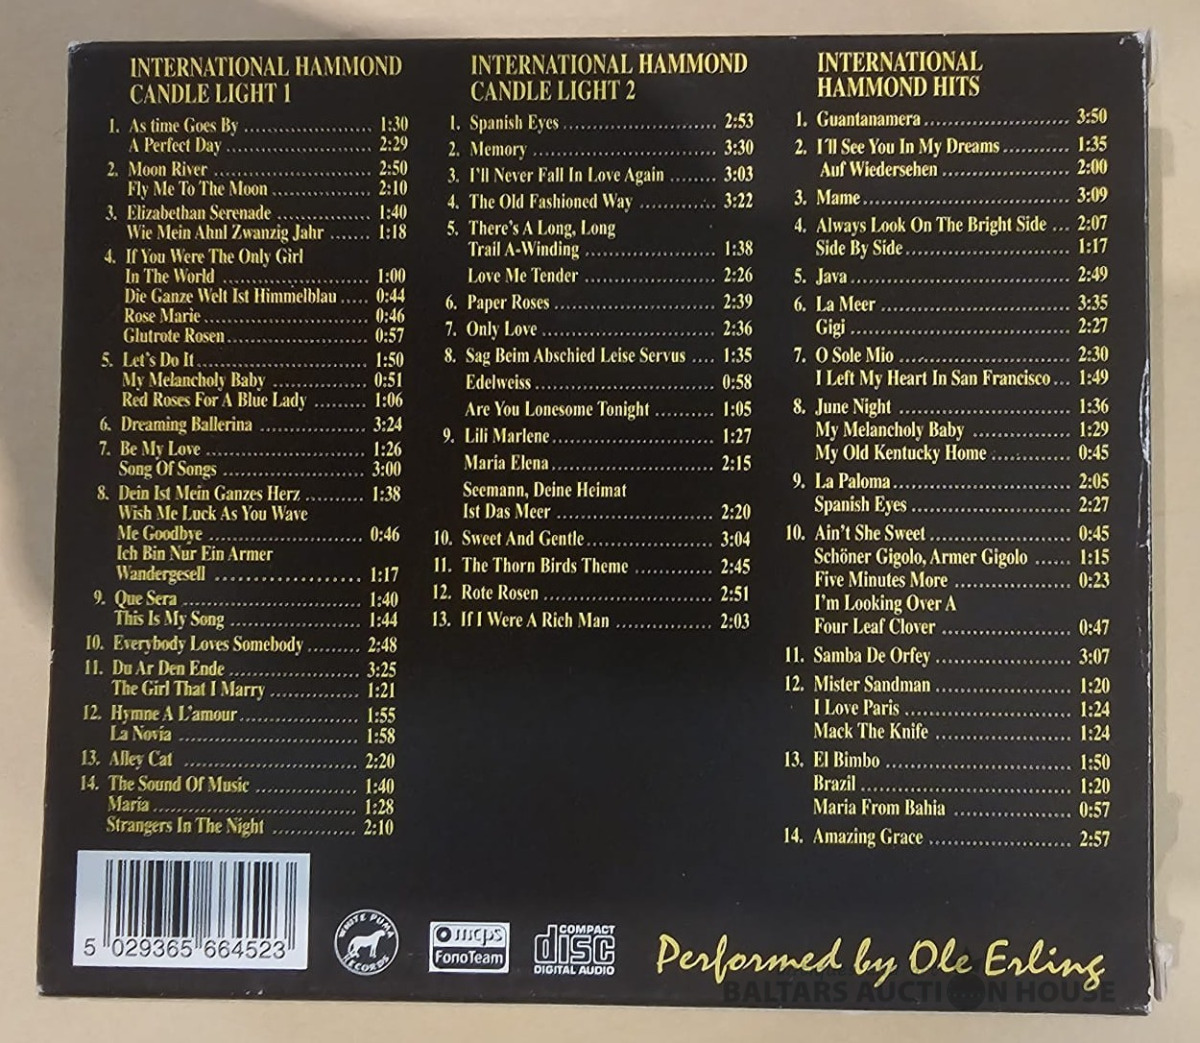 INTERNATIONAL HAMMOND
CANDLE LIGHT 1
1. As time Goes By 1:30
A Perfect Day 2:29
2. Moon River 2:50
Fly Me To The Moon 2:10
3. Elizabethan Serenade 1:40
Wie Mein Ahnl Zwanzig Jahr 1:18
4. If You Were The Only Girl
In The World 1:00
Die Ganze Welt Ist Himmelblau 0:44
Rose Marie 0:46
Glutrote Rosen 0:57
5. Let's Do It 1:50
My Melancholy Baby 0:51
Red Roses For A Blue Lady 1:06
6. Dreaming Ballerina 3:24
7. Be My Love 1:26
Song Of Songs 3:00
8. Dein Ist Mein Ganzes Herz 1:38
Wish Me Luck As You Wave
Me Goodbye 0:46
Ich Bin Nur Ein Armer
Wandergesell 1:17
9. Que Sera 1:40
This Is My Song 1:44
10. Everybody Loves Somebody 2:48
11. Du Ar Den Ende 3:25
The Girl That I Marry 1:21
12. Hymne A L'amour 1:55
La Novia 1:58
13. Alley Cat 2:20
14. The Sound Of Music 1:40
Maria 1:28
Strangers In The Night 2:10
INTERNATIONAL HAMMOND
CANDLE LIGHT 2
1. Spanish Eyes 2:53
2. Memory 3:30
3. I'll Never Fall In Love Again 3:03
4. The Old Fashioned Way 3:22
5. There's A Long, Long
Trail A-Winding 1:38
Love Me Tender 2:26
6. Paper Roses 2:39
7. Only Love 2:36
8. Sag Beim Abschied Leise Servus 1:35
Edelweiss 0:58
Are You Lonesome Tonight 1:05
9. Lili Marlene 1:27
Maria Elena 2:15
Seemann, Deine Heimat
Ist Das Meer 2:20
10. Sweet And Gentle 3:04
11. The Thorn Birds Theme 2:45
12. Rote Rosen 2:51
13. If I Were A Rich Man 2:03
INTERNATIONAL
HAMMOND HITS
1. Guantanamera 3:50
2. I'll See You In My Dreams 1:35
Auf Wiedersehen 2:00
3. Mame 3:09
4. Always Look On The Bright Side 2:07
Side By Side 1:17
5. Java 2:49
6. La Meer 3:35
Gigi 2:27
7. O Sole Mio 2:30
I Left My Heart In San Francisco 1:49
8. June Night 1:36
My Melancholy Baby 1:29
My Old Kentucky Home 0:45
9. La Paloma 2:05
Spanish Eyes 2:27
10. Ain't She Sweet 0:45
Schöner Gigolo, Armer Gigolo 1:15
Five Minutes More 0:23
I'm Looking Over A
Four Leaf Clover 0:47
11. Samba De Orfey 3:07
12. Mister Sandman 1:20
I Love Paris 1:24
Mack The Knife 1:24
13. El Bimbo 1:50
Brazil 1:20
Maria From Bahia 0:57
14. Amazing Grace 2:57
5 029365 664523
WHITE PUMA
RECORDS
mcps
FonoTeam
COMPACT
disc
DIGITAL AUDIO
Performed by Ole Erling
BALTARS AUCTION HOUSE